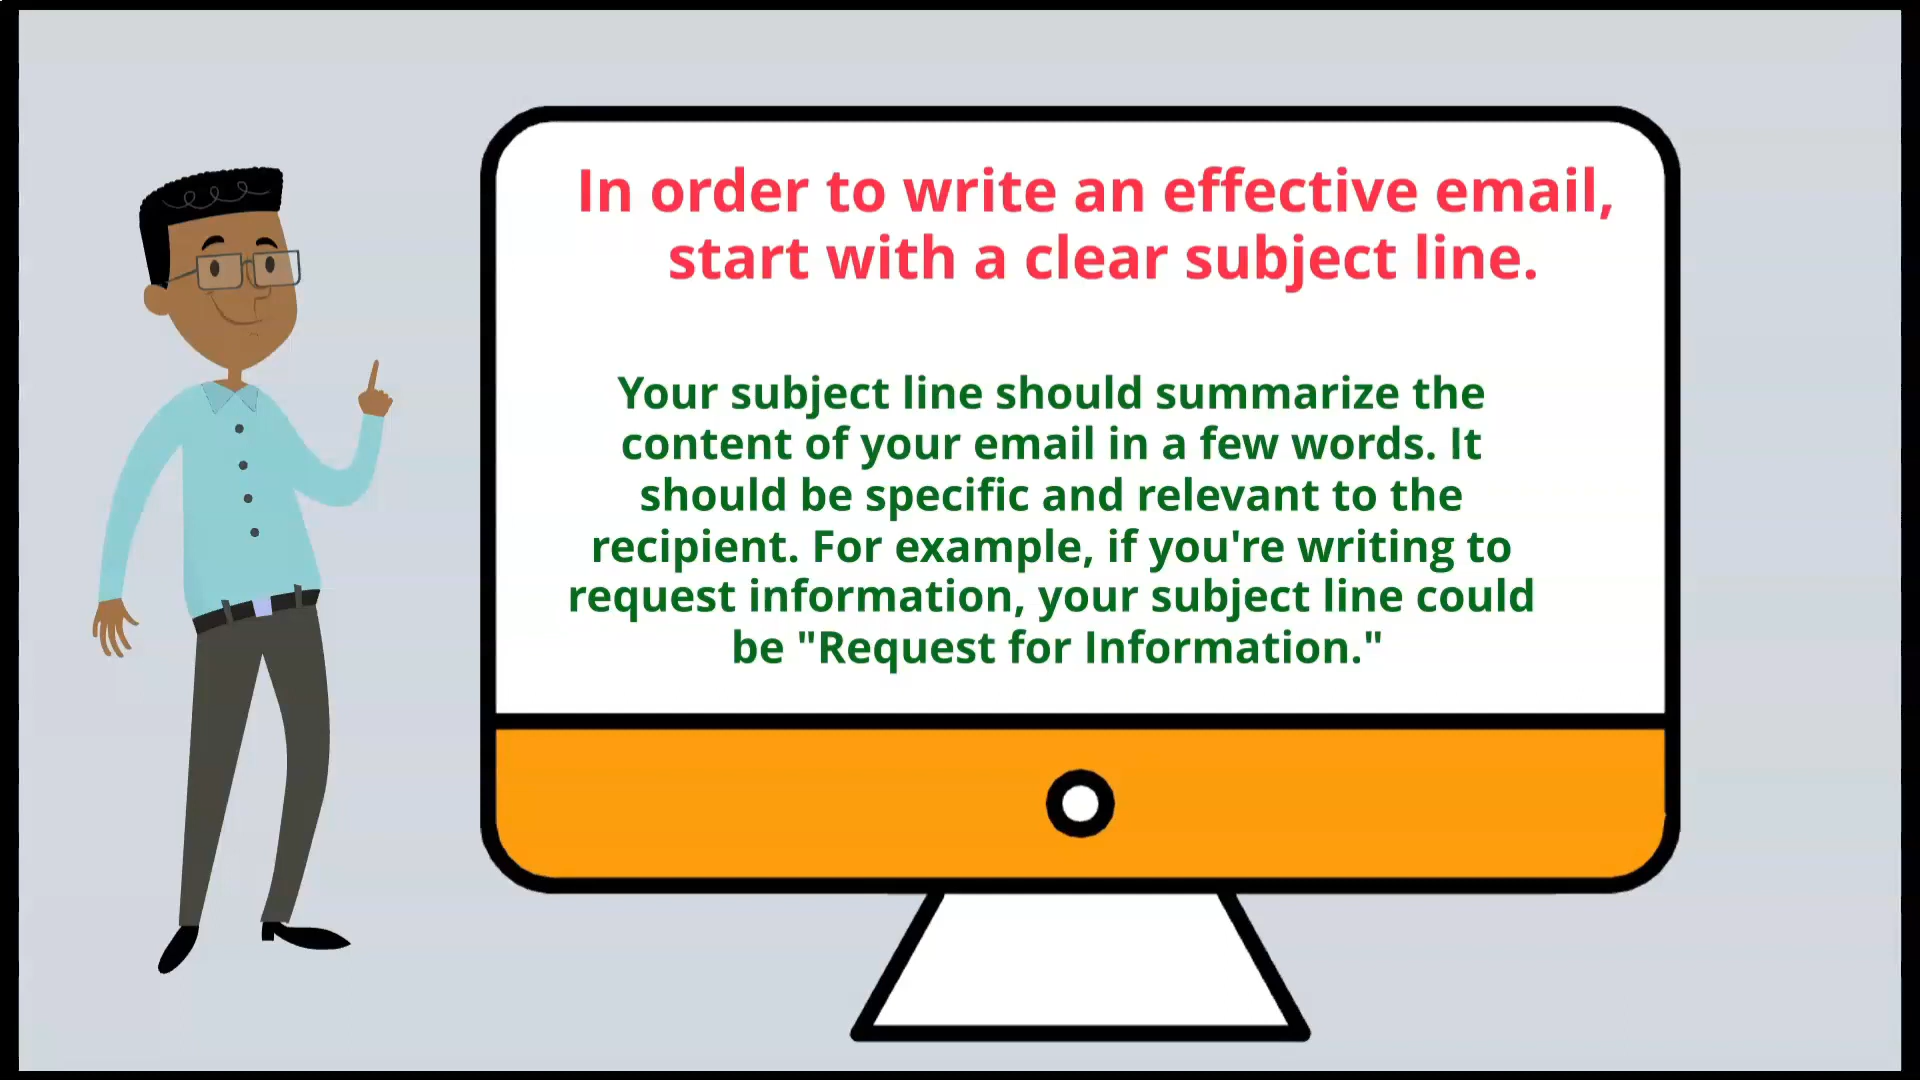 In order to write an effective email,
start with a clear subject line.
Your subject line should summarize the
content of your email in a few words. It
should be specific and relevant to the
recipient. For example, if you're writing to
request information, your subject line could
be "Request for Information."